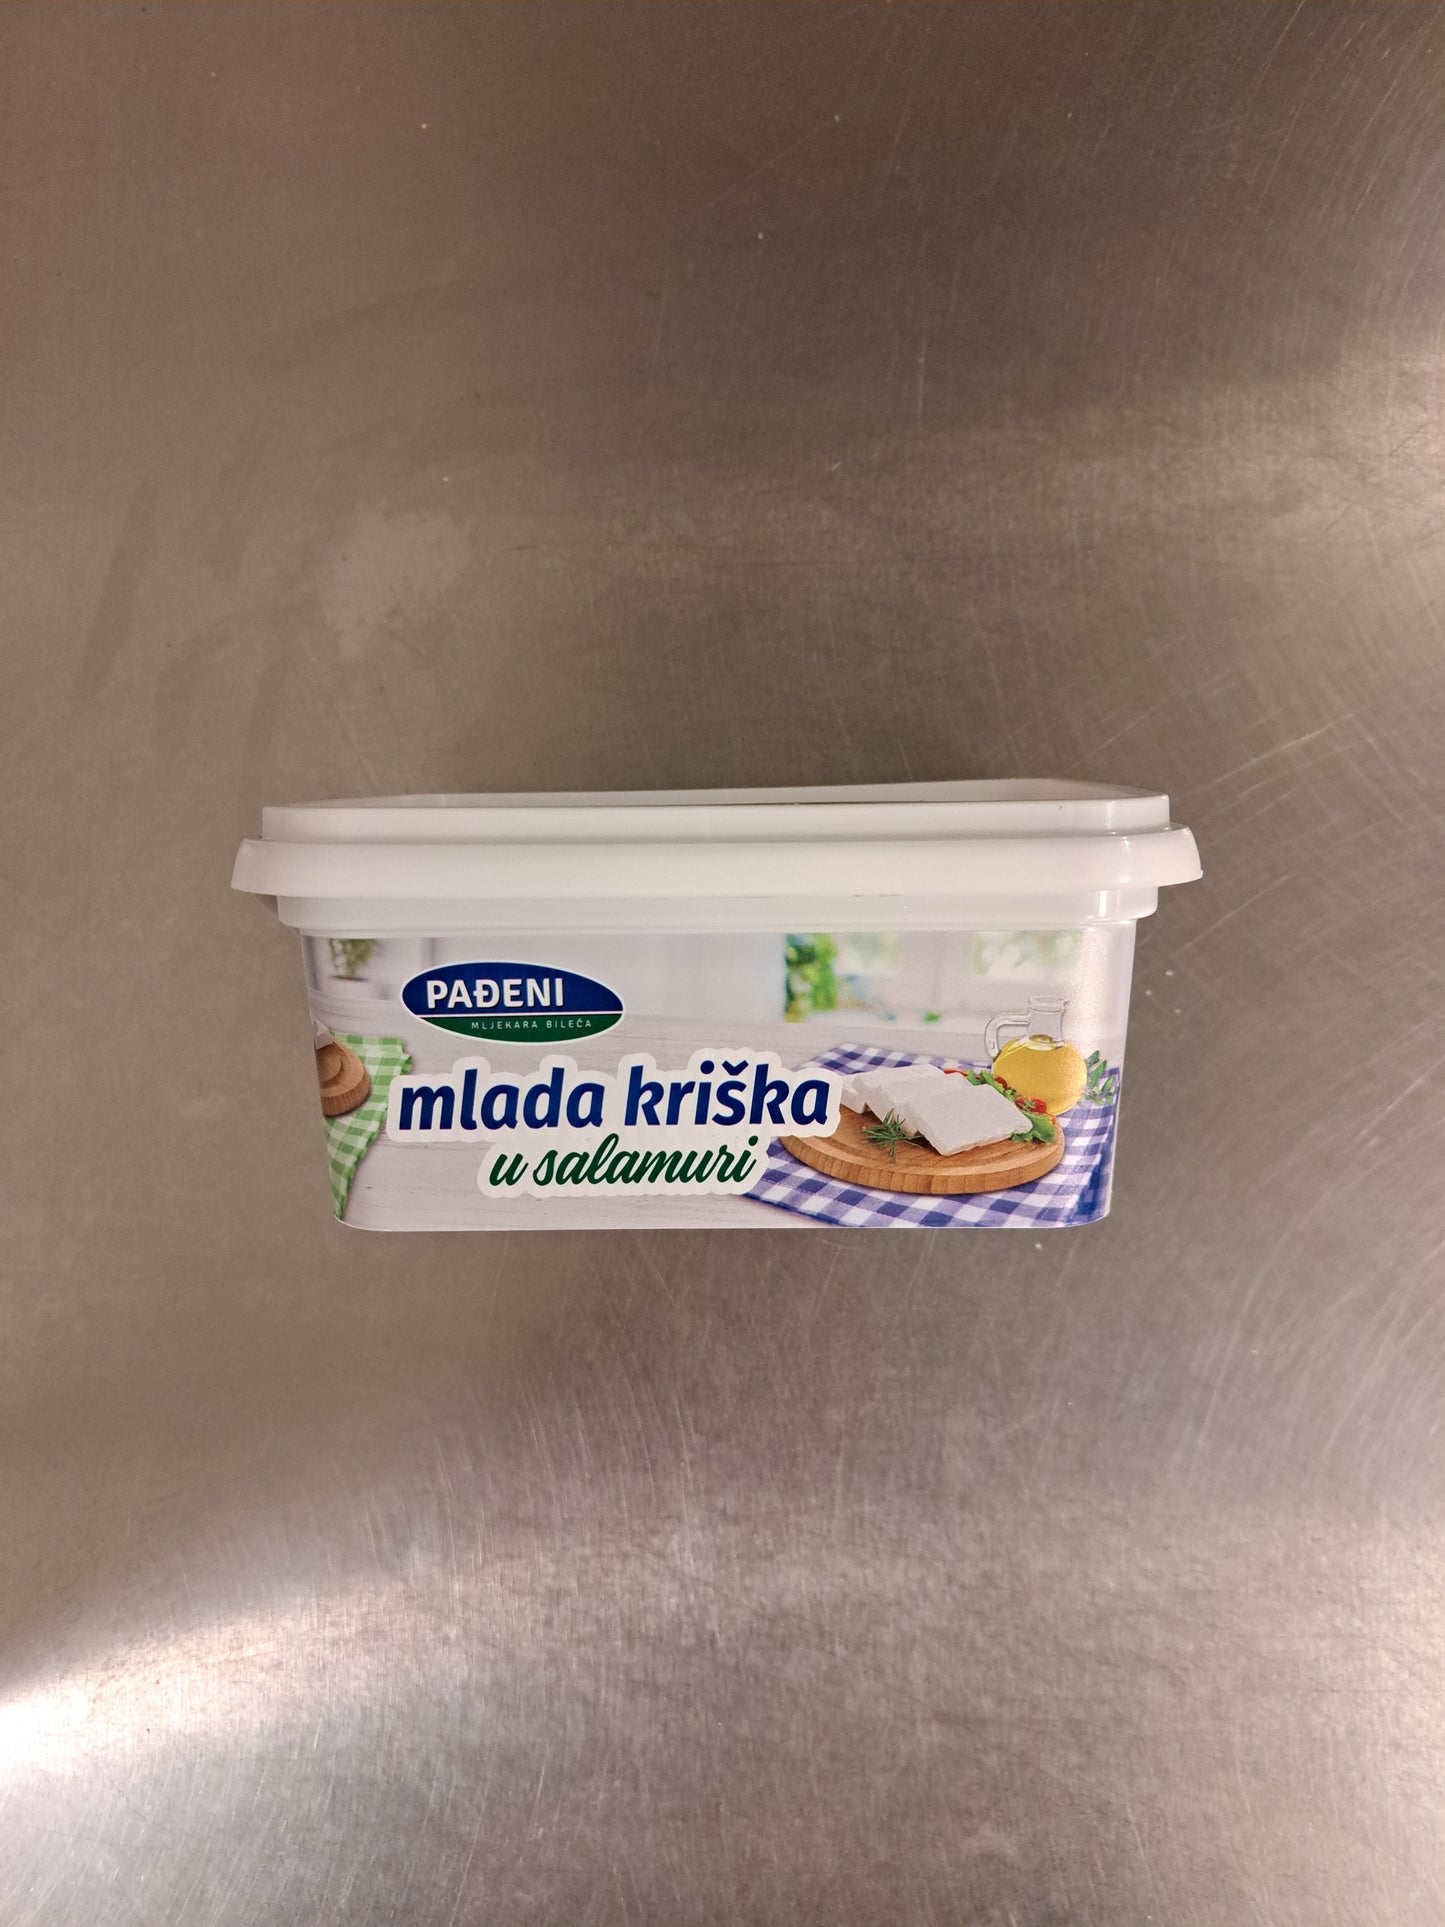 PAĐENI
MLJEKARA BILEĆA
mlada kriška
u salamuri